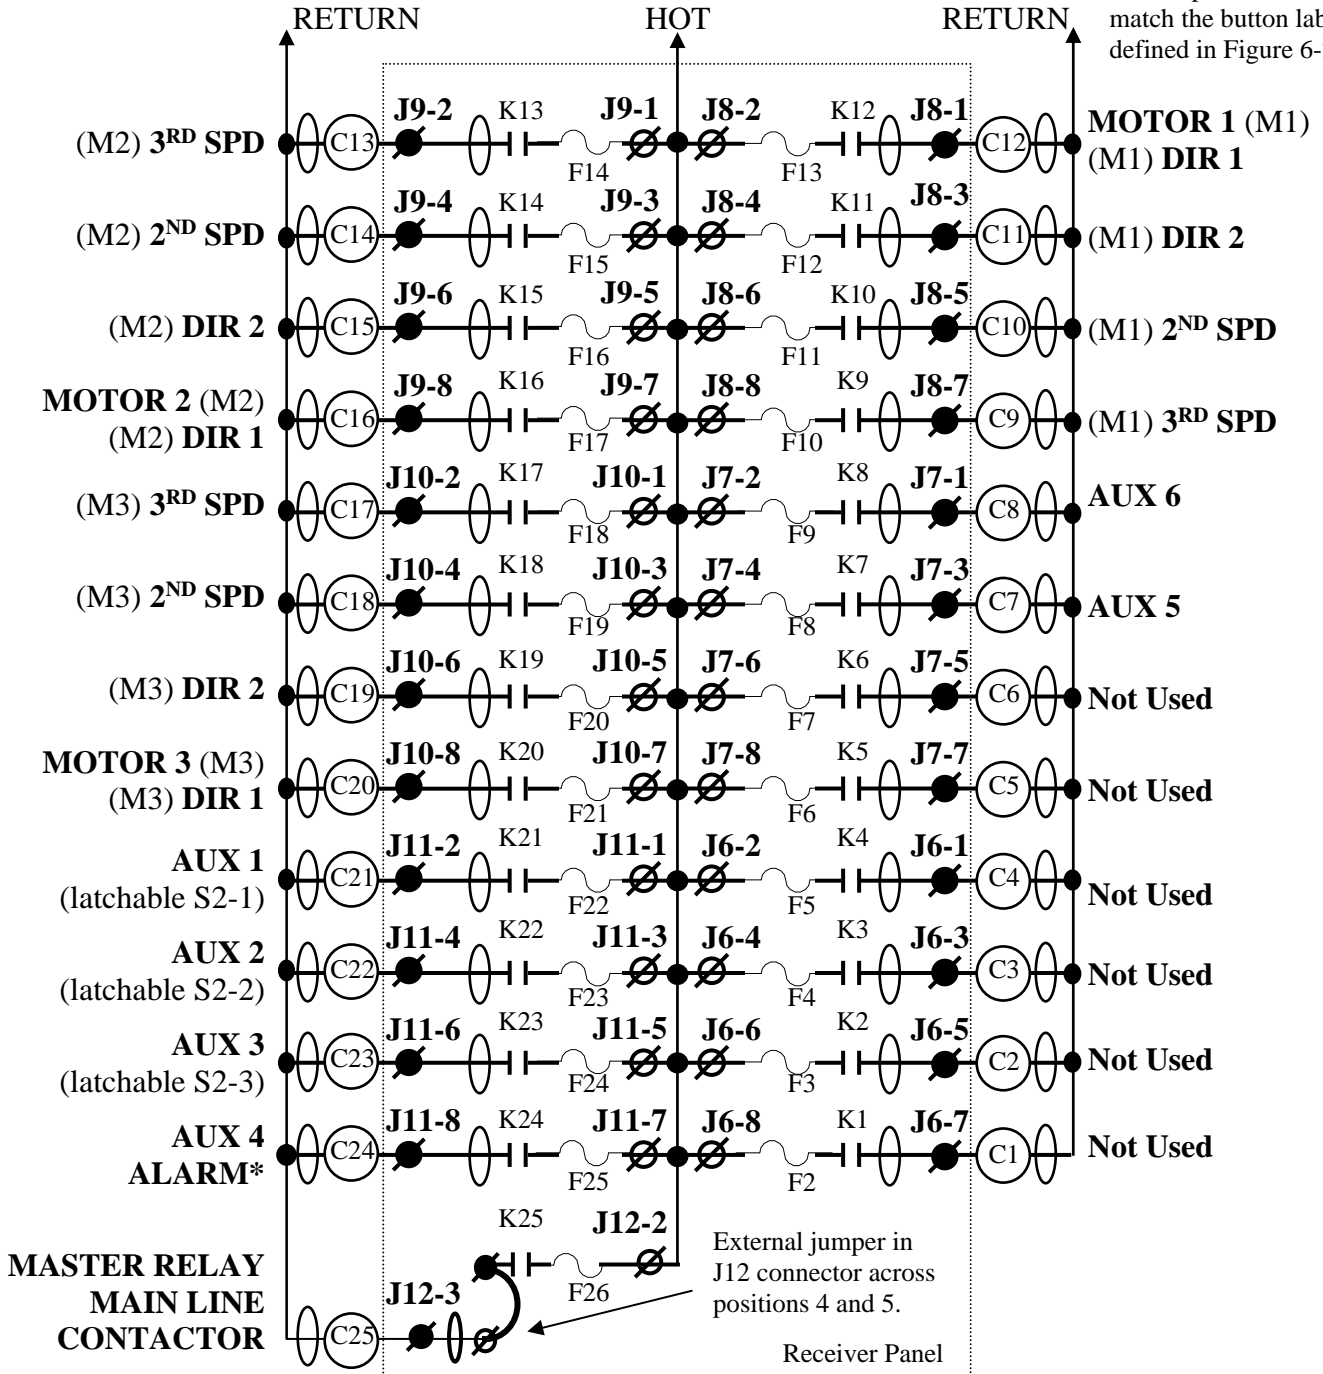 RETURN HOT RETURN
match the button lab
defined in Figure 6-
J9-2 K13 J9-1 J8-2 K12 J8-1
(M2) 3RD SPD C13 F14 F13 C12 MOTOR 1 (M1)
(M1) DIR 1
J9-4 K14 J9-3 J8-4 K11 J8-3
(M2) 2ND SPD C14 F15 F12 C11 (M1) DIR 2
J9-6 K15 J9-5 J8-6 K10 J8-5
(M2) DIR 2 C15 F16 F11 C10 (M1) 2ND SPD
J9-8 K16 J9-7 J8-8 K9 J8-7
MOTOR 2 (M2)
(M2) DIR 1 C16 F17 F10 C9 (M1) 3RD SPD
J10-2 K17 J10-1 J7-2 K8 J7-1
(M3) 3RD SPD C17 F18 F9 C8 AUX 6
J10-4 K18 J10-3 J7-4 K7 J7-3
(M3) 2ND SPD C18 F19 F8 C7 AUX 5
J10-6 K19 J10-5 J7-6 K6 J7-5
(M3) DIR 2 C19 F20 F7 C6 Not Used
J10-8 K20 J10-7 J7-8 K5 J7-7
MOTOR 3 (M3)
(M3) DIR 1 C20 F21 F6 C5 Not Used
J11-2 K21 J11-1 J6-2 K4 J6-1
AUX 1
(latchable S2-1) C21 F22 F5 C4 Not Used
J11-4 K22 J11-3 J6-4 K3 J6-3
AUX 2
(latchable S2-2) C22 F23 F4 C3 Not Used
J11-6 K23 J11-5 J6-6 K2 J6-5
AUX 3
(latchable S2-3) C23 F24 F3 C2 Not Used
J11-8 K24 J11-7 J6-8 K1 J6-7
AUX 4
ALARM* C24 F25 F2 C1 Not Used
K25 J12-2
F26
MASTER RELAY
MAIN LINE
CONTACTOR C25 J12-3
External jumper in
J12 connector across
positions 4 and 5.
Receiver Panel